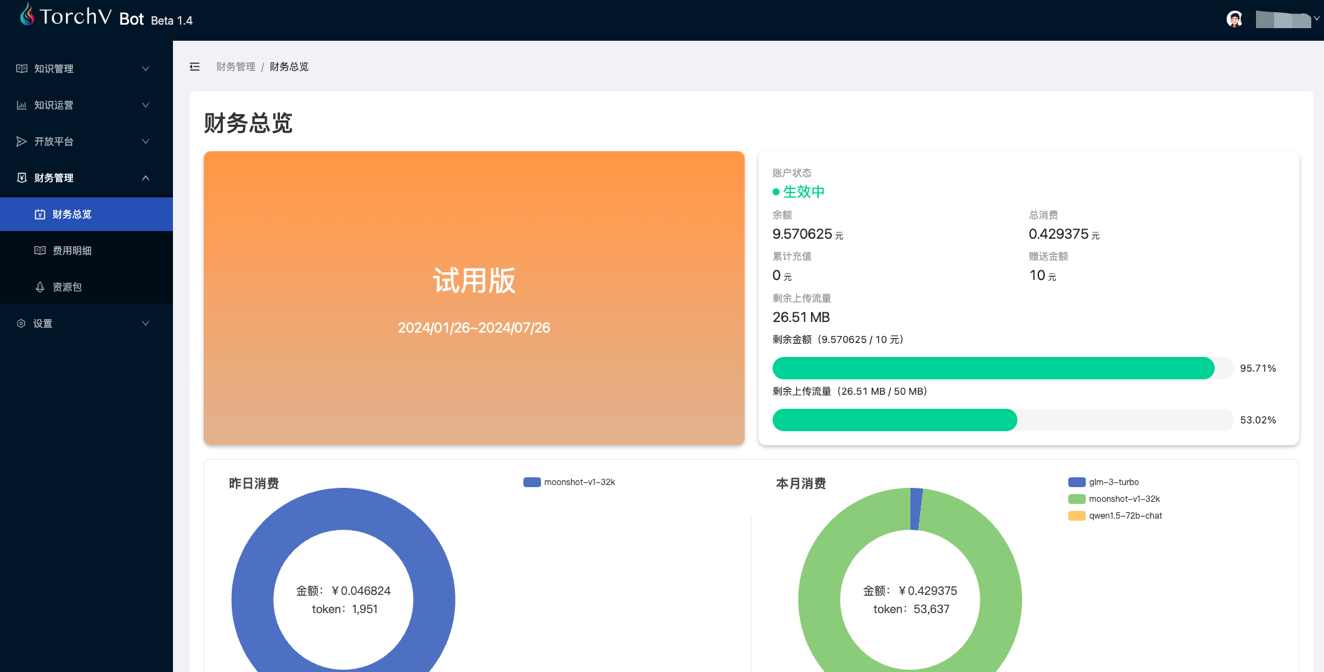 TorchV Bot Beta 1.4
知识管理
知识运营
开放平台
财务管理
财务总览
费用明细
资源包
设置
财务管理 / 财务总览
财务总览
试用版
2024/01/26~2024/07/26
账户状态
生效中
余额
9.570625 元
总消费
0.429375 元
累计充值
0 元
赠送金额
10 元
剩余上传流量
26.51 MB
剩余金额（9.570625 / 10 元）
95.71%
剩余上传流量（26.51 MB / 50 MB）
53.02%
昨日消费
moonshot-v1-32k
金额：￥0.046824
token：1,951
本月消费
glm-3-turbo
moonshot-v1-32k
qwen1.5-72b-chat
金额：￥0.429375
token：53,637